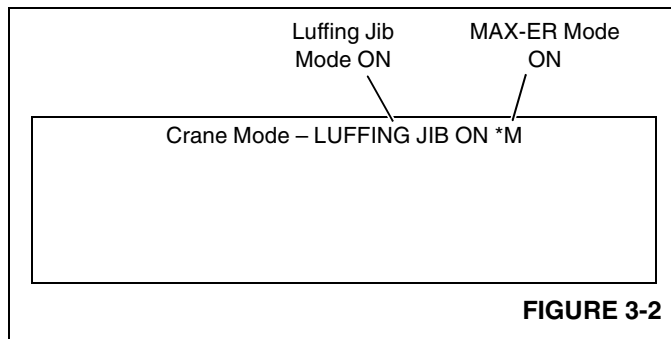 Luffing Jib
Mode ON
MAX-ER Mode
ON
Crane Mode – LUFFING JIB ON *M
FIGURE 3-2